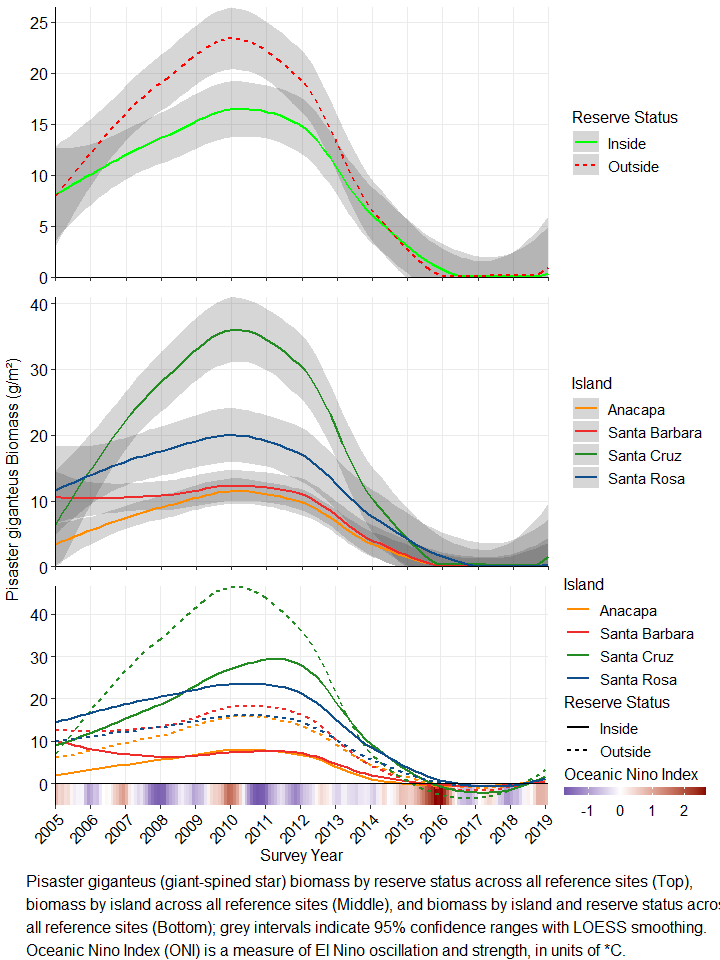 25
20
15
10
5
0
Reserve Status
Inside
Outside
Pisaster giganteus Biomass (g/m²)
40
30
20
10
0
Island
Anacapa
Santa Barbara
Santa Cruz
Santa Rosa
40
30
20
10
0
Island
Anacapa
Santa Barbara
Santa Cruz
Santa Rosa
Reserve Status
Inside
Outside
Oceanic Nino Index
-1 0 1 2
2005 2006 2007 2008 2009 2010 2011 2012 2013 2014 2015 2016 2017 2018 2019
Survey Year
Pisaster giganteus (giant-spined star) biomass by reserve status across all reference sites (Top),
biomass by island across all reference sites (Middle), and biomass by island and reserve status acro
all reference sites (Bottom); grey intervals indicate 95% confidence ranges with LOESS smoothing.
Oceanic Nino Index (ONI) is a measure of El Nino oscillation and strength, in units of *C.